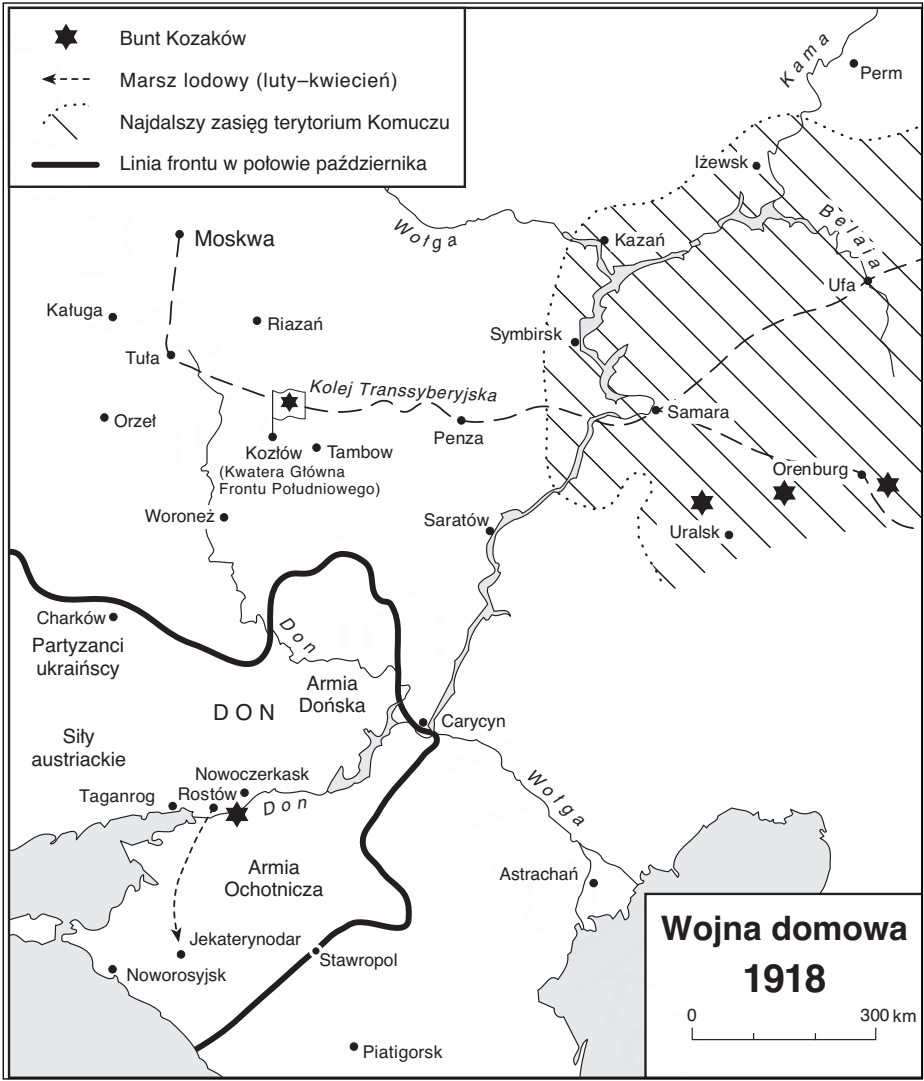 Bunt Kozaków
Marsz lodowy (luty–kwiecień)
Najdalszy zasięg terytorium Komuczu
Linia frontu w połowie października
Kama
Perm
Iżewsk
Wołga
Moskwa
Kazań
Belaja
Ufa
Kaługa
Riazań
Symbirsk
Tuła
Kolej Transsyberyjska
Orzeł
Samara
Penza
Kozłów
(Kwatera Główna
Frontu Południowego)
Tambow
Orenburg
Woroneż
Saratów
Uralsk
Charków
Partyzanci
ukraińscy
Don
Armia
Dońska
DON
Carycyn
Siły
austriackie
Nowoczerkask
Taganrog
Rostów
Don
Wołga
Armia
Ochotnicza
Astrachań
Jekaterynodar
Stawropol
Noworosyjsk
Piatigorsk
Wojna domowa
1918
0 300 km